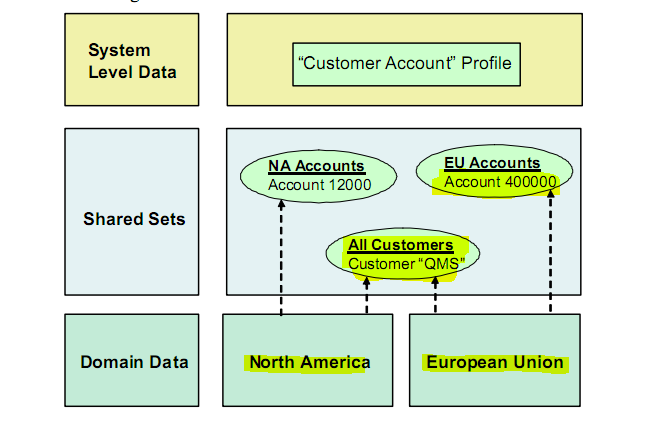 System
Level Data
“Customer Account” Profile
Shared Sets
NA Accounts
Account 12000
EU Accounts
Account 400000
All Customers
Customer “QMS”
Domain Data
North America
European Union